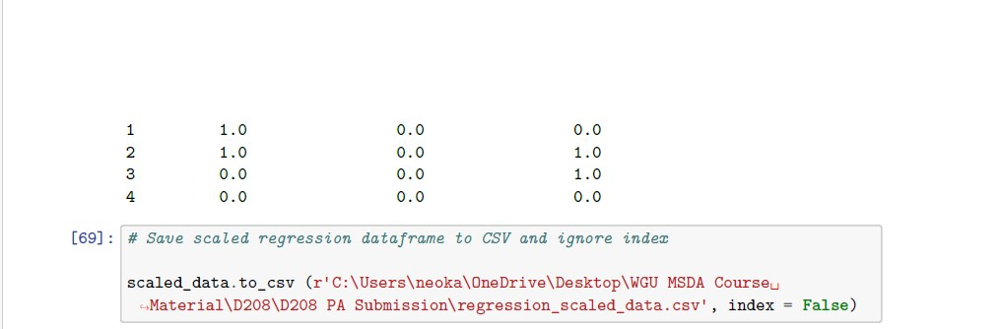 1 1.0 0.0 0.0
2 1.0 0.0 1.0
3 0.0 0.0 1.0
4 0.0 0.0 0.0
[69]: # Save scaled regression dataframe to CSV and ignore index
scaled_data.to_csv (r'C:\Users\neoka\OneDrive\Desktop\WGU MSDA Course␣
↪Material\D208\D208 PA Submission\regression_scaled_data.csv', index = False)